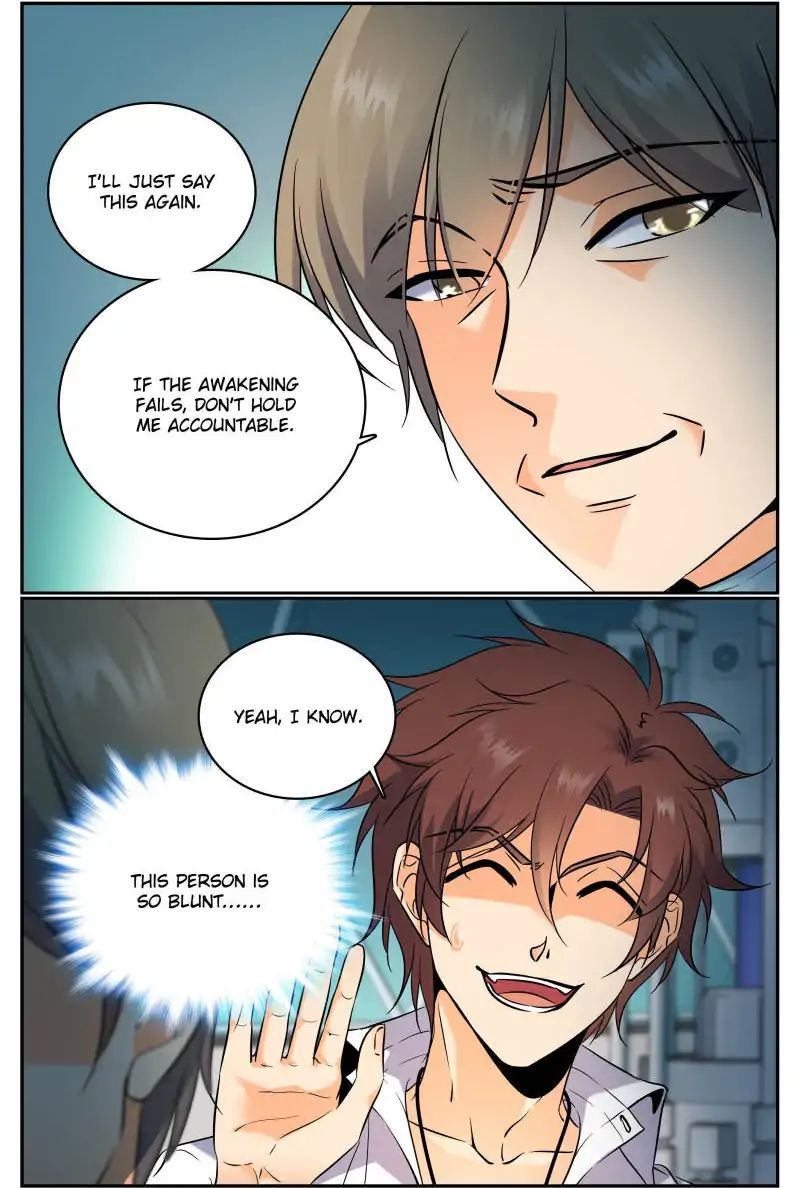 I'LL JUST SAY
THIS AGAIN.
IF THE AWAKENING
FAILS, DON'T HOLD
ME ACCOUNTABLE.
YEAH, I KNOW.
THIS PERSON IS
SO BLUNT......